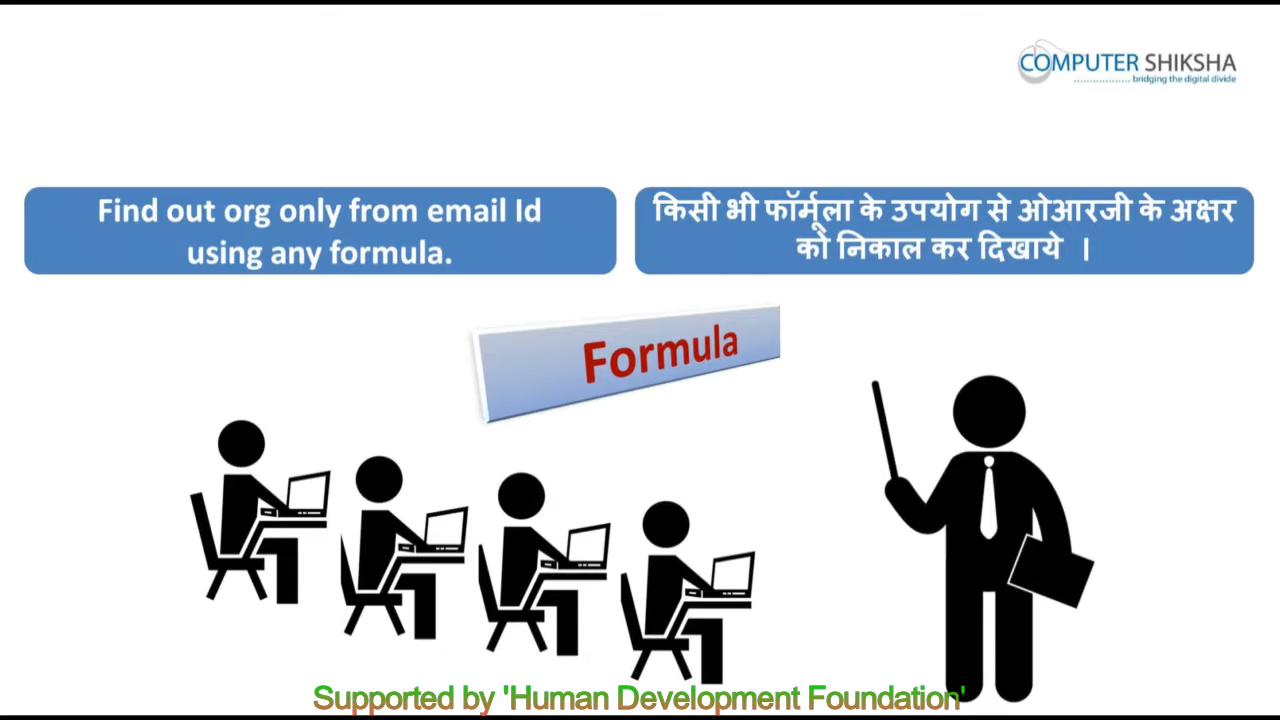 COMPUTER SHIKSHA
bridging the digital divide
Find out org only from email Id
using any formula.
किसी भी फॉर्मूला के उपयोग से ओआरजी के अक्षर
को निकाल कर दिखाये ।
Formula
Supported by 'Human Development Foundation'